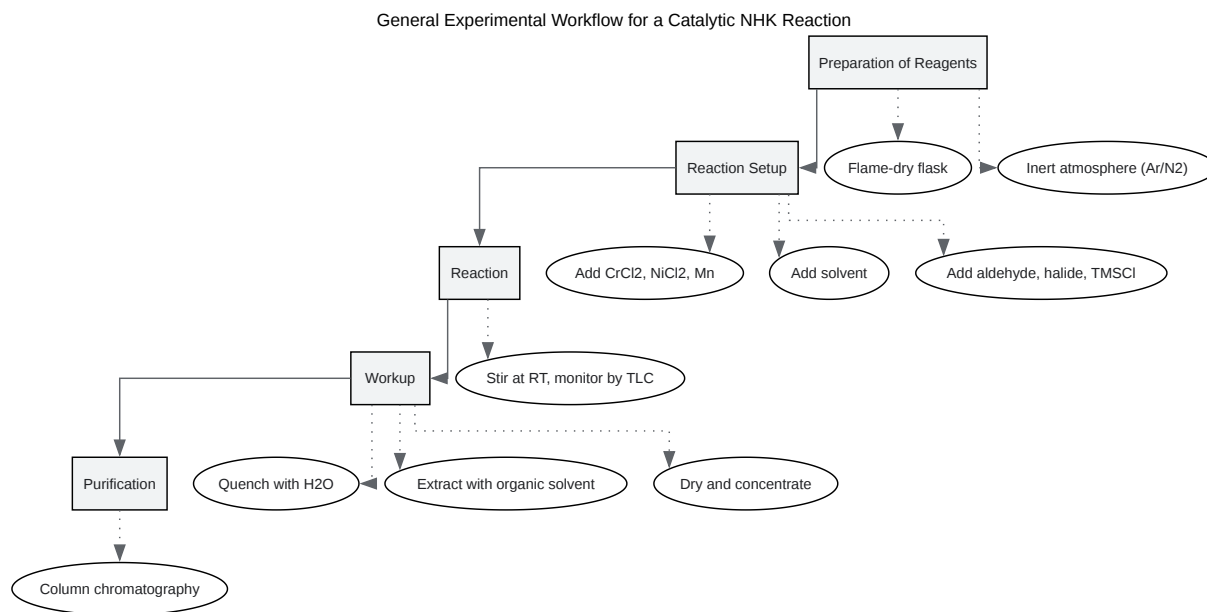 General Experimental Workflow for a Catalytic NHK Reaction
Preparation of Reagents
Reaction Setup
Flame-dry flask
Inert atmosphere (Ar/N2)
Reaction
Add CrCl2, NiCl2, Mn
Add solvent
Add aldehyde, halide, TMSCl
Workup
Stir at RT, monitor by TLC
Purification
Quench with H2O
Extract with organic solvent
Dry and concentrate
Column chromatography